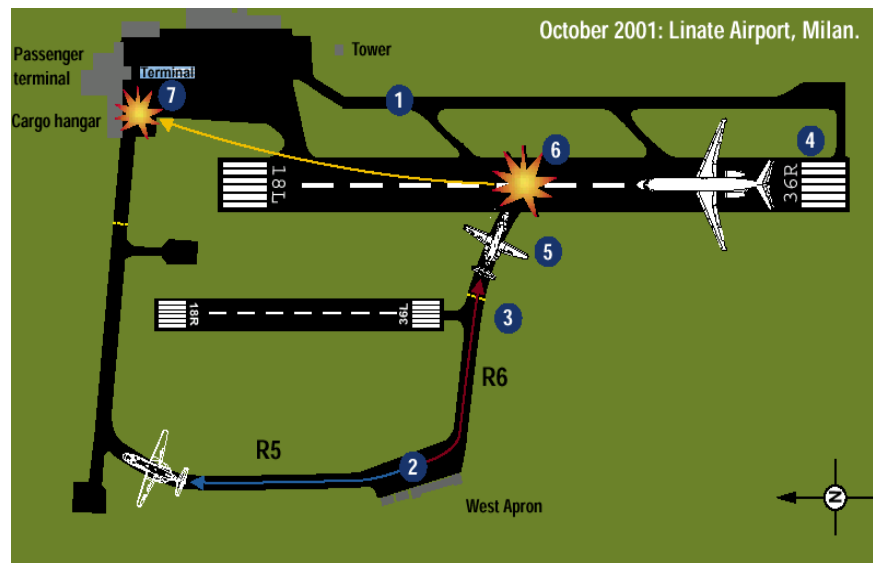 October 2001: Linate Airport, Milan.
Passenger
terminal
Tower
Terminal
7
Cargo hangar
1
6
4
18L
36R
5
18R
36L
3
R6
R5
2
West Apron
N